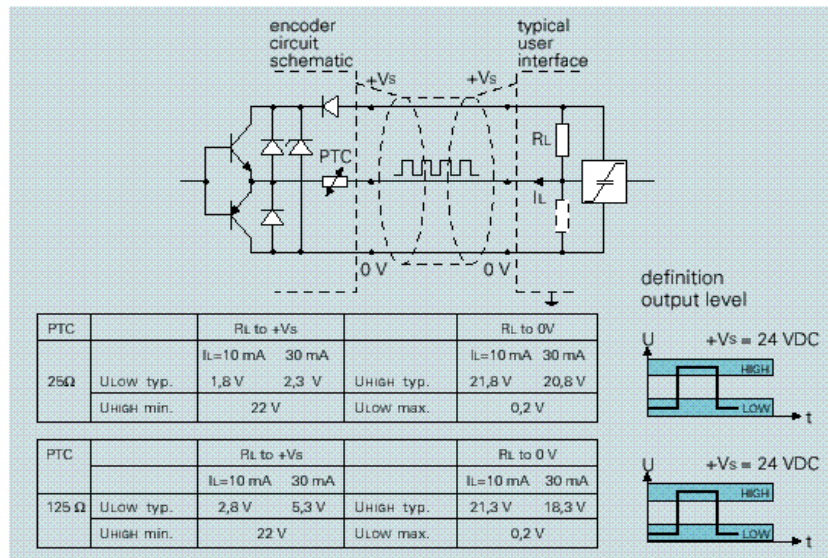 encoder
circuit
schematic
typical
user
interface
+Vs
+Vs
RL
PTC
IL
0 V
0 V
definition
output level
PTC RL to +Vs RL to 0V
IL=10 mA 30 mA IL=10 mA 30 mA
25Ω ULOW typ. 1,8 V 2,3 V UHIGH typ. 21,8 V 20,8 V
UHIGH min. 22 V ULOW max. 0,2 V
U +Vs = 24 VDC
HIGH
LOW
t
PTC RL to +Vs RL to 0 V
IL=10 mA 30 mA IL=10 mA 30 mA
125 Ω ULOW typ. 2,8 V 5,3 V UHIGH typ. 21,3 V 18,3 V
UHIGH min. 22 V ULOW max. 0,2 V
U +Vs = 24 VDC
HIGH
LOW
t